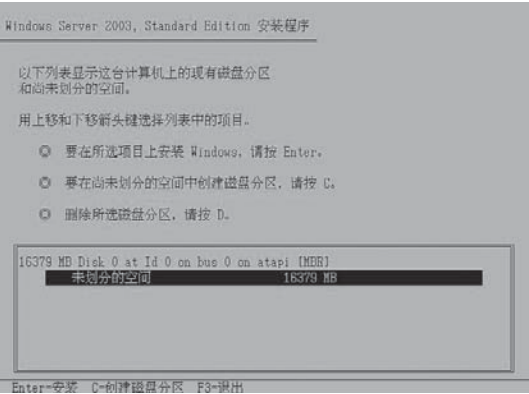 Windows Server 2003, Standard Edition 安装程序
以下列表显示这台计算机上的现有磁盘分区
和尚未划分的空间。
用上移和下移箭头键选择列表中的项目。
要在所选项目上安装 Windows，请按 Enter。
要在尚未划分的空间中创建磁盘分区，请按 C。
删除所选磁盘分区，请按 D。
16379 MB Disk 0 at Id 0 on bus 0 on atapi [MBR]
未划分的空间 16379 MB
Enter=安装 C=创建磁盘分区 F3=退出